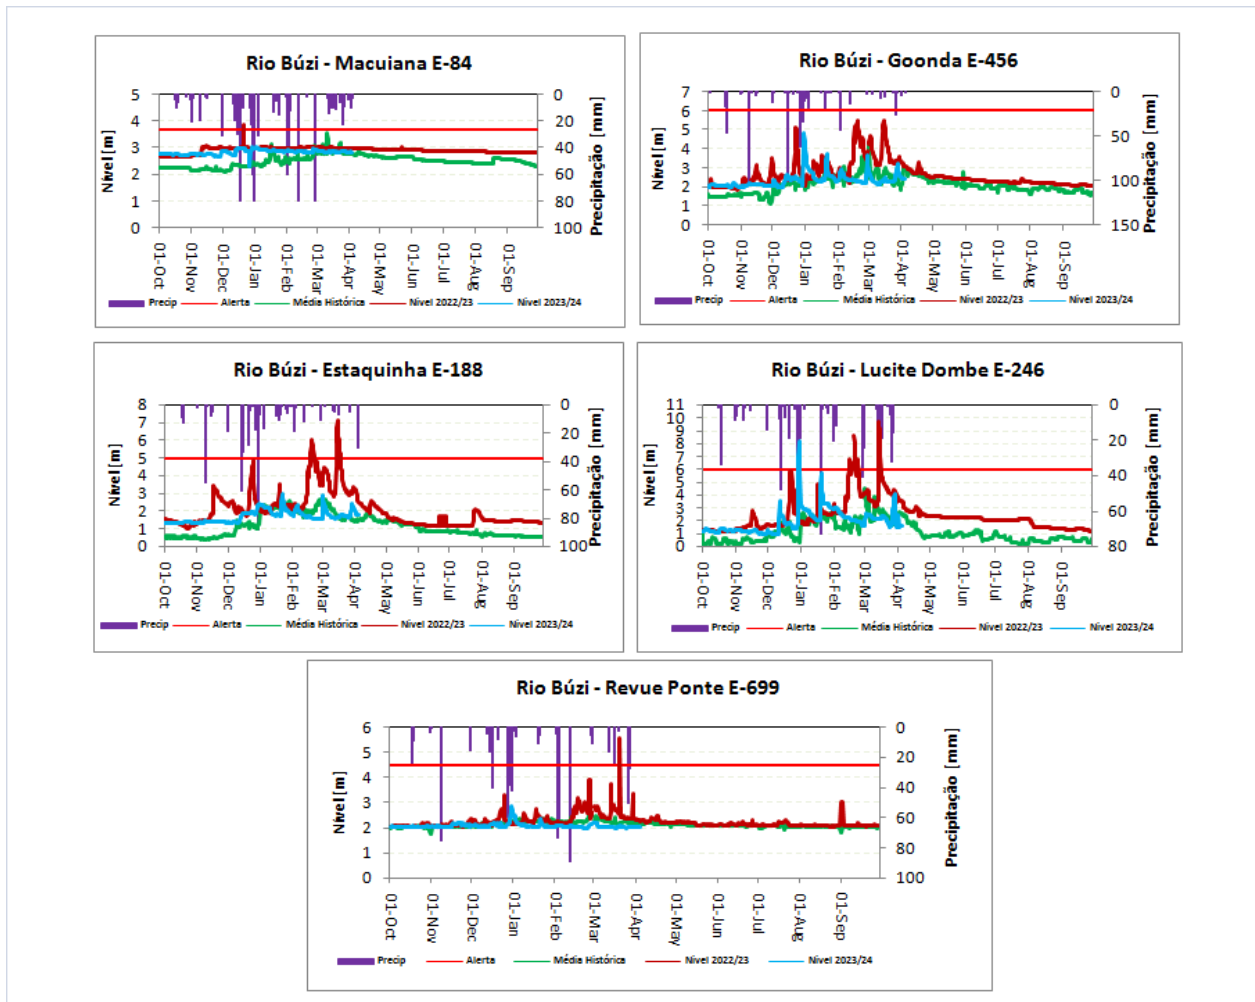 Rio Búzi - Macuiana E-84
5
4
3
2
1
0
Nível [m]
0
20
40
60
80
100
Precipitação [mm]
01-Oct
01-Nov
01-Dec
01-Jan
01-Feb
01-Mar
01-Apr
01-May
01-Jun
01-Jul
01-Aug
01-Sep
Precip Alerta Média Histórica Nivel 2022/23 Nivel 2023/24
Rio Búzi - Goonda E-456
7
6
5
4
3
2
1
0
Nível [m]
0
50
100
150
Precipitação [mm]
01-Oct
01-Nov
01-Dec
01-Jan
01-Feb
01-Mar
01-Apr
01-May
01-Jun
01-Jul
01-Aug
01-Sep
Precip Alerta Média Histórica Nivel 2022/23 Nivel 2023/24
Rio Búzi - Estaquinha E-188
8
7
6
5
4
3
2
1
0
Nível [m]
0
20
40
60
80
100
Precipitação [mm]
01-Oct
01-Nov
01-Dec
01-Jan
01-Feb
01-Mar
01-Apr
01-May
01-Jun
01-Jul
01-Aug
01-Sep
Precip Alerta Média Histórica Nivel 2022/23 Nivel 2023/24
Rio Búzi - Lucite Dombe E-246
11
10
9
8
7
6
5
4
3
2
1
0
Nível [m]
0
20
40
60
80
Precipitação [mm]
01-Oct
01-Nov
01-Dec
01-Jan
01-Feb
01-Mar
01-Apr
01-May
01-Jun
01-Jul
01-Aug
01-Sep
Precip Alerta Média Histórica Nivel 2022/23 Nivel 2023/24
Rio Búzi - Revue Ponte E-699
6
5
4
3
2
1
0
Nível [m]
0
20
40
60
80
100
Precipitação [mm]
01-Oct
01-Nov
01-Dec
01-Jan
01-Feb
01-Mar
01-Apr
01-May
01-Jun
01-Jul
01-Aug
01-Sep
Precip Alerta Média Histórica Nivel 2022/23 Nivel 2023/24